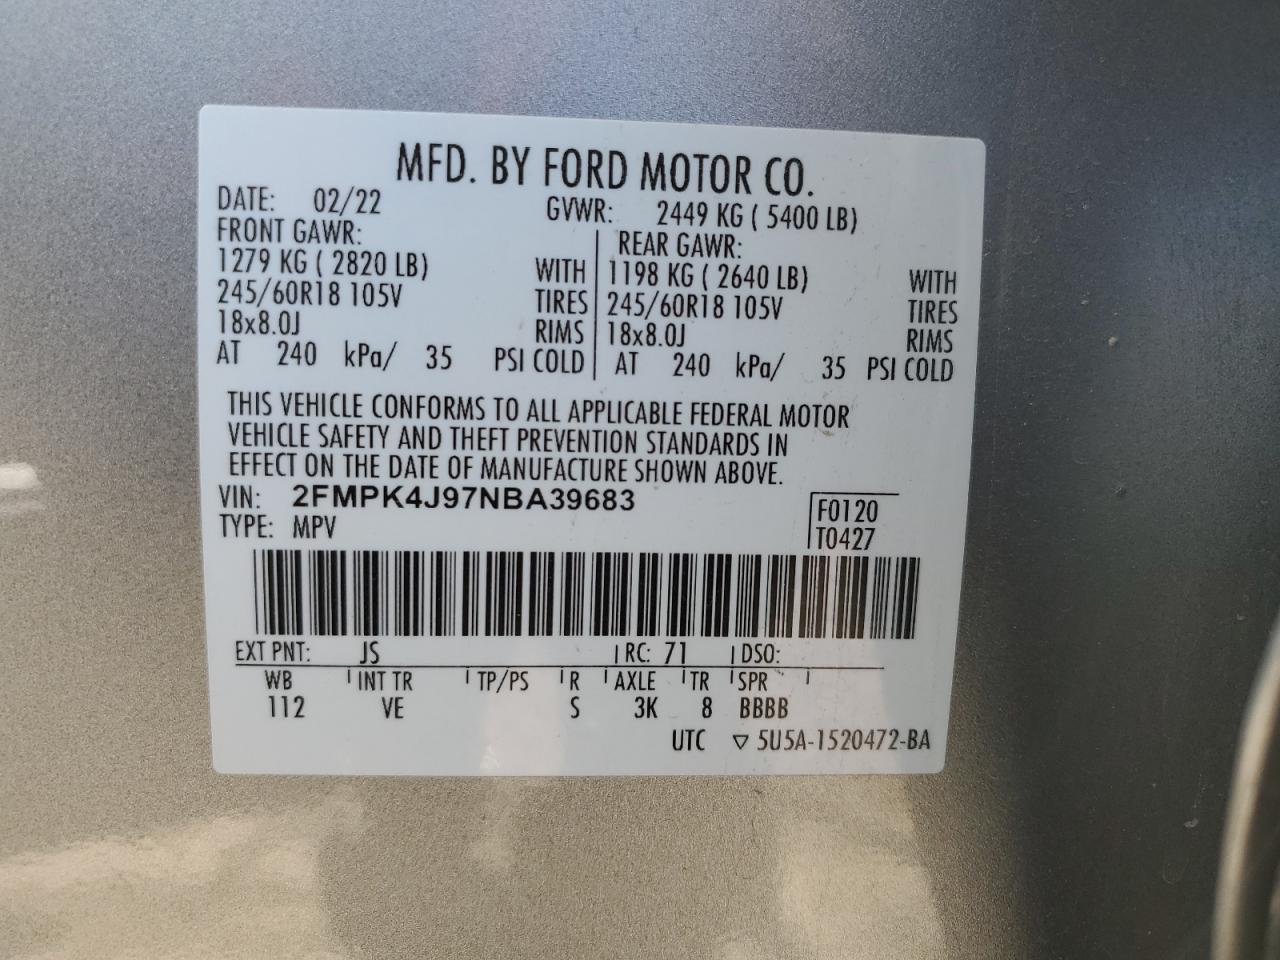 MFD. BY FORD MOTOR CO.
DATE: 02/22 GVWR: 2449 KG ( 5400 LB)
FRONT GAWR: REAR GAWR:
1279 KG ( 2820 LB) WITH 1198 KG ( 2640 LB) WITH
245/60R18 105V TIRES 245/60R18 105V TIRES
18x8.0J RIMS 18x8.0J RIMS
AT 240 kPa/ 35 PSI COLD AT 240 kPa/ 35 PSI COLD
THIS VEHICLE CONFORMS TO ALL APPLICABLE FEDERAL MOTOR
VEHICLE SAFETY AND THEFT PREVENTION STANDARDS IN
EFFECT ON THE DATE OF MANUFACTURE SHOWN ABOVE.
VIN: 2FMPK4J97NBA39683 F0120
TYPE: MPV T0427
EXT PNT: JS RC: 71 DSO:
WB INT TR TP/PS R AXLE TR SPR
112 VE S 3K 8 BBBB
UTC ▽ 5U5A-1520472-BA